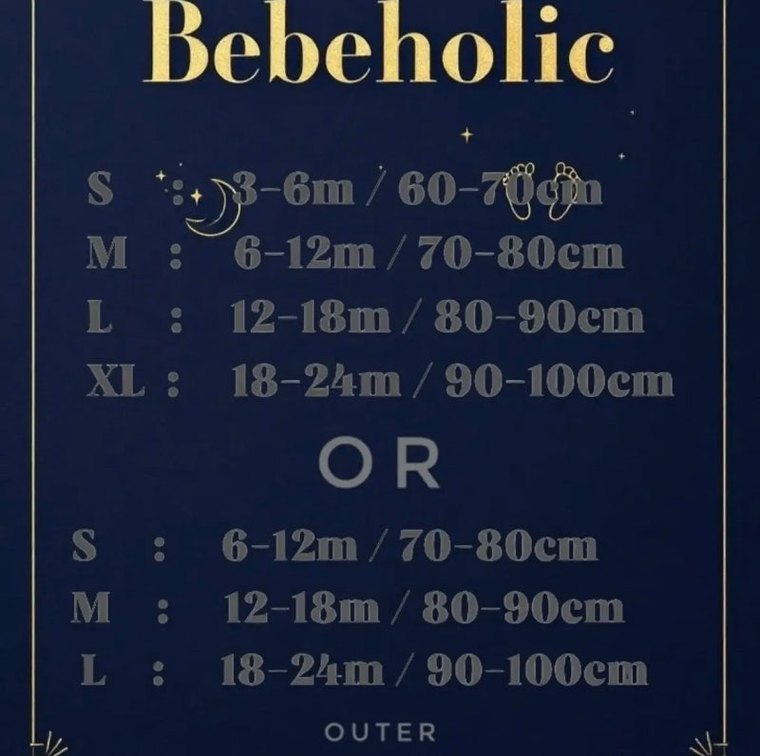 Bebeholic
S : 3-6m / 60-70cm
M : 6-12m / 70-80cm
L : 12-18m / 80-90cm
XL : 18-24m / 90-100cm
OR
S : 6-12m / 70-80cm
M : 12-18m / 80-90cm
L : 18-24m / 90-100cm
OUTER